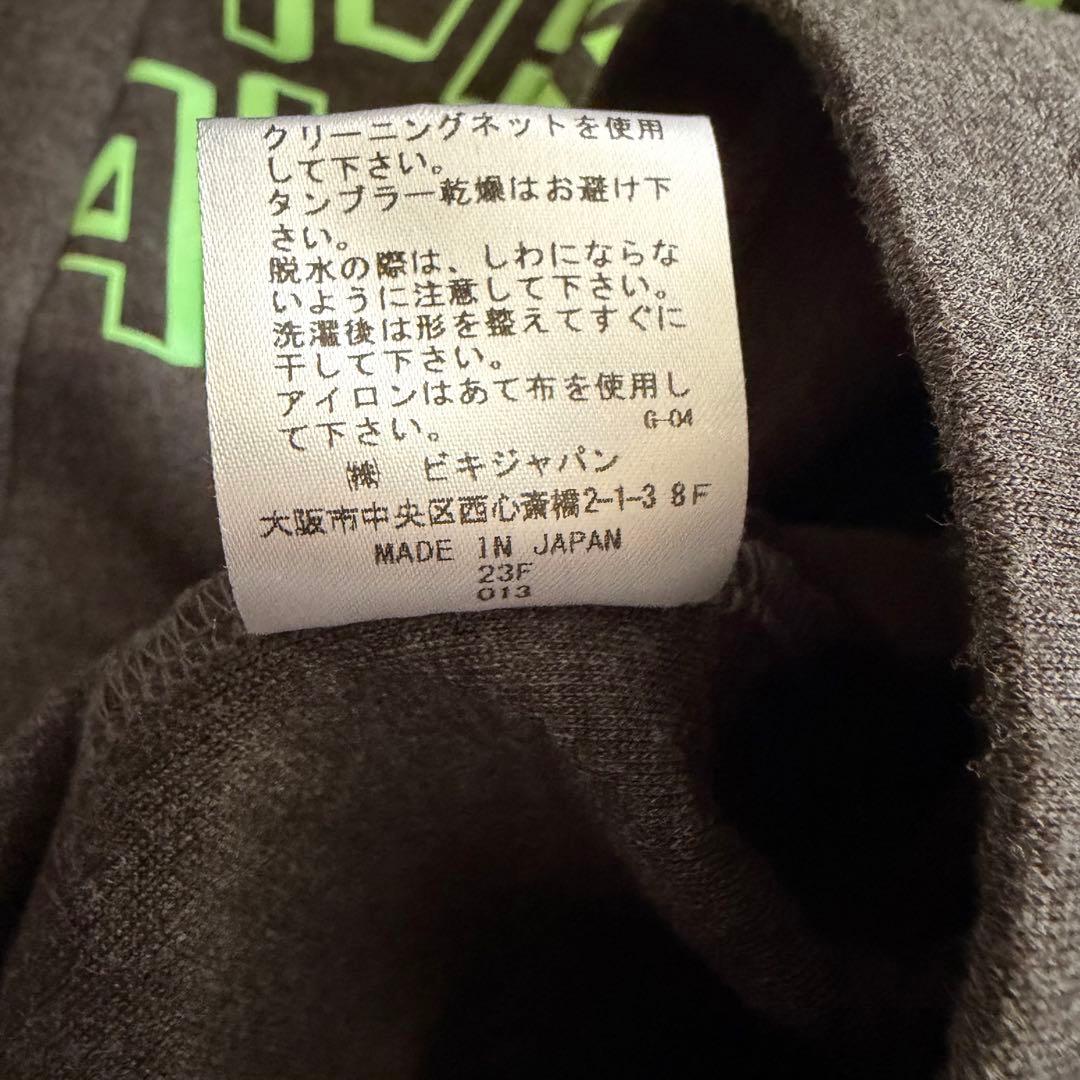 クリーニングネットを使用
して下さい。
タンブラー乾燥はお避け下
さい。
脱水の際は、しわにならな
いように注意して下さい。
洗濯後は形を整えてすぐに
干して下さい。
アイロンはあて布を使用し
て下さい。 G-04
㈱ ビキジャパン
大阪市中央区西心斎橋2-1-3 8F
MADE IN JAPAN
23F
013